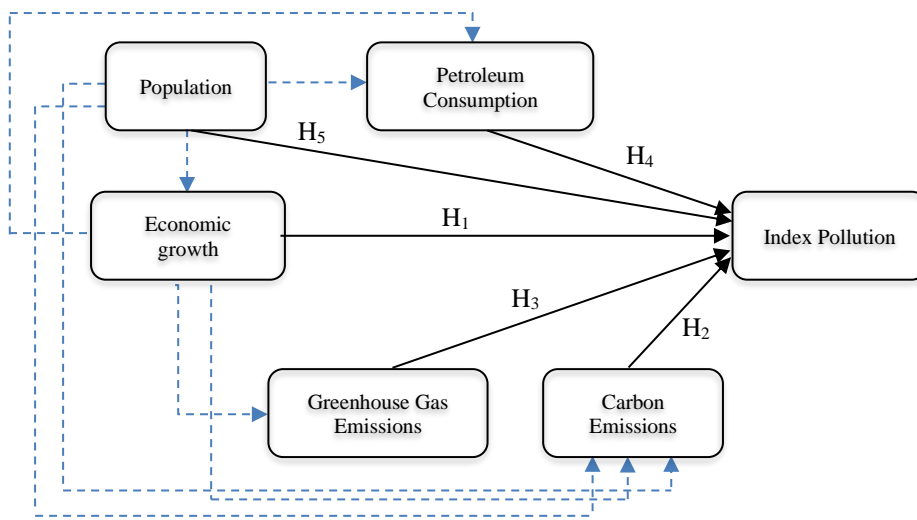 Population
Petroleum
Consumption
H₅
H₄
Economic
growth
H₁
Index Pollution
H₃
H₂
Greenhouse Gas
Emissions
Carbon
Emissions